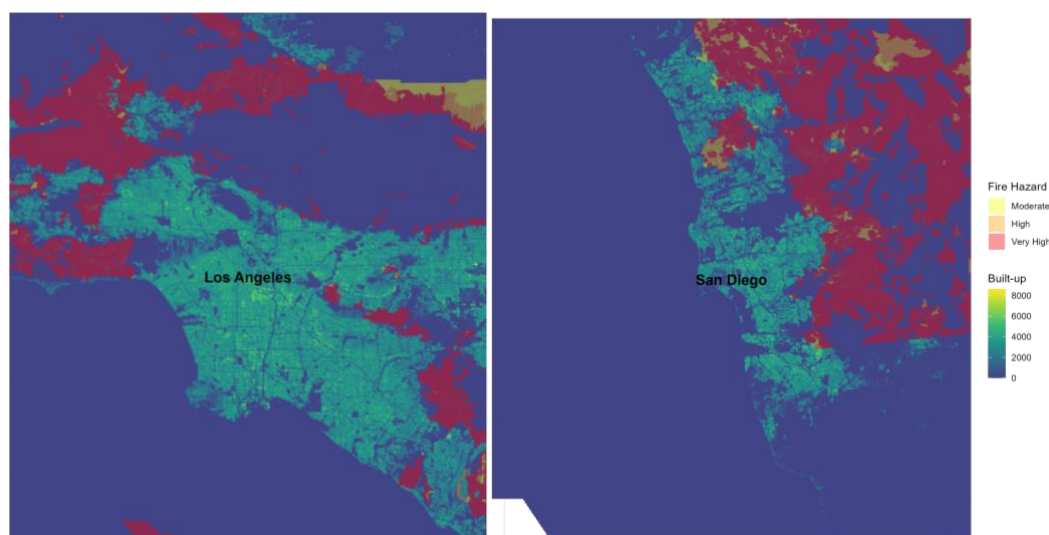 Los Angeles
San Diego
Fire Hazard
Moderate
High
Very High
Built-up
8000
6000
4000
2000
0